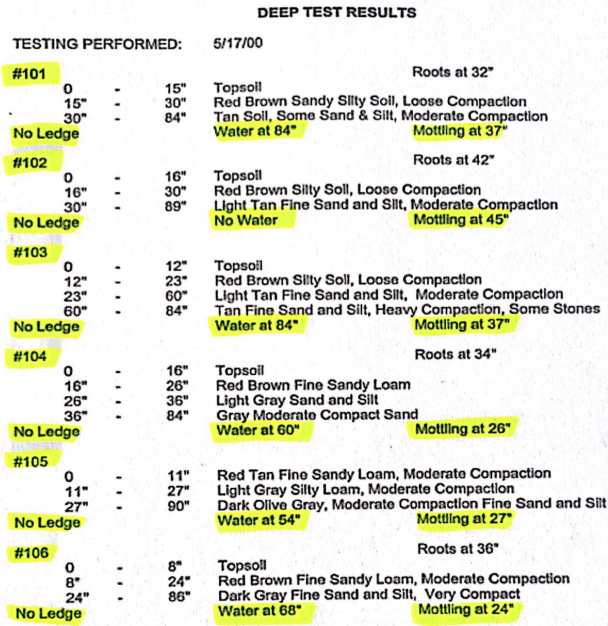 DEEP TEST RESULTS
TESTING PERFORMED: 5/17/00
#101 Roots at 32"
0 - 15" Topsoil
15" - 30" Red Brown Sandy Silty Soil, Loose Compaction
30" - 84" Tan Soil, Some Sand & Silt, Moderate Compaction
No Ledge Water at 84" Mottling at 37"
#102 Roots at 42"
0 - 16" Topsoil
16" - 30" Red Brown Silty Soil, Loose Compaction
30" - 89" Light Tan Fine Sand and Silt, Moderate Compaction
No Ledge No Water Mottling at 45"
#103
0 - 12" Topsoil
12" - 23" Red Brown Silty Soil, Loose Compaction
23" - 60" Light Tan Fine Sand and Silt, Moderate Compaction
60" - 84" Tan Fine Sand and Silt, Heavy Compaction, Some Stones
No Ledge Water at 84" Mottling at 37"
#104 Roots at 34"
0 - 16" Topsoil
16" - 26" Red Brown Fine Sandy Loam
26" - 36" Light Gray Sand and Silt
36" - 84" Gray Moderate Compact Sand
No Ledge Water at 60" Mottling at 26"
#105
0 - 11" Red Tan Fine Sandy Loam, Moderate Compaction
11" - 27" Light Gray Silty Loam, Moderate Compaction
27" - 90" Dark Olive Gray, Moderate Compaction Fine Sand and Silt
No Ledge Water at 54" Mottling at 27"
#106 Roots at 36"
0 - 8" Topsoil
8" - 24" Red Brown Fine Sandy Loam, Moderate Compaction
24" - 86" Dark Gray Fine Sand and Silt, Very Compact
No Ledge Water at 68" Mottling at 24"